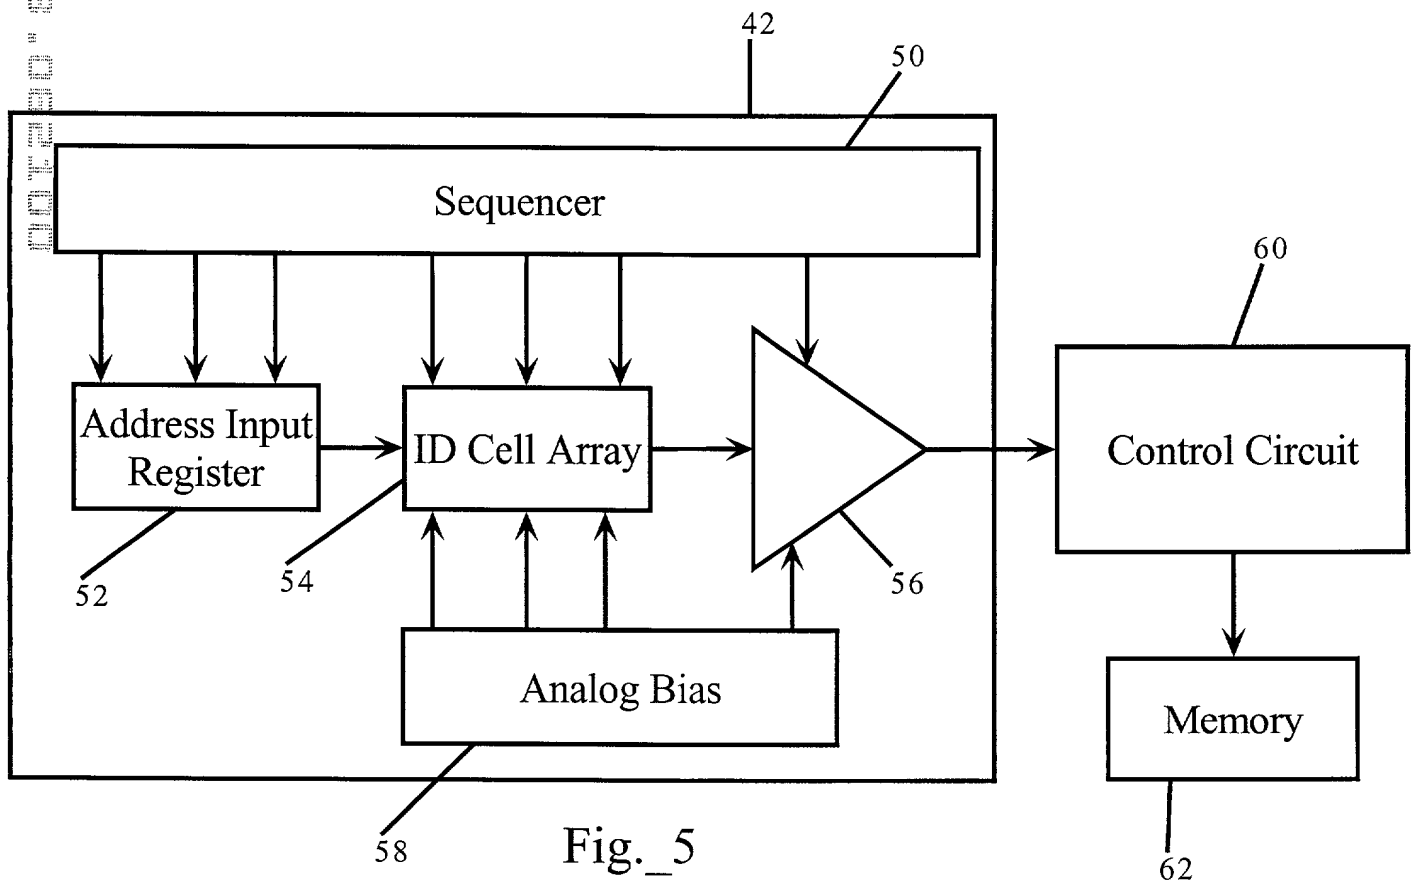 42
50
Sequencer
60
Address Input
Register
ID Cell Array
Control Circuit
52
54
56
Analog Bias
Memory
58
Fig._5
62